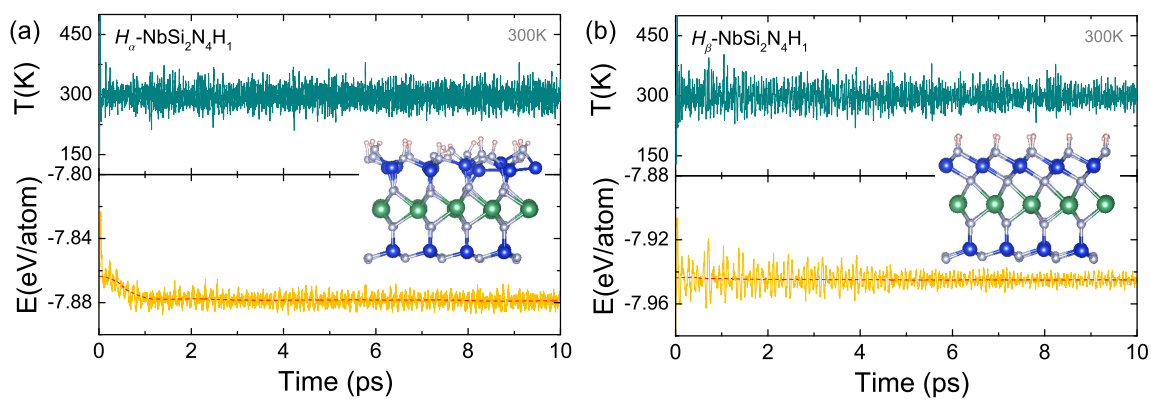 (a)
H_α-NbSi₂N₄H₁
300K
T(K)
450
300
150
-7.80
E(eV/atom)
-7.84
-7.88
0 2 4 6 8 10
Time (ps)
(b)
H_β-NbSi₂N₄H₁
300K
T(K)
450
300
150
-7.88
E(eV/atom)
-7.92
-7.96
0 2 4 6 8 10
Time (ps)